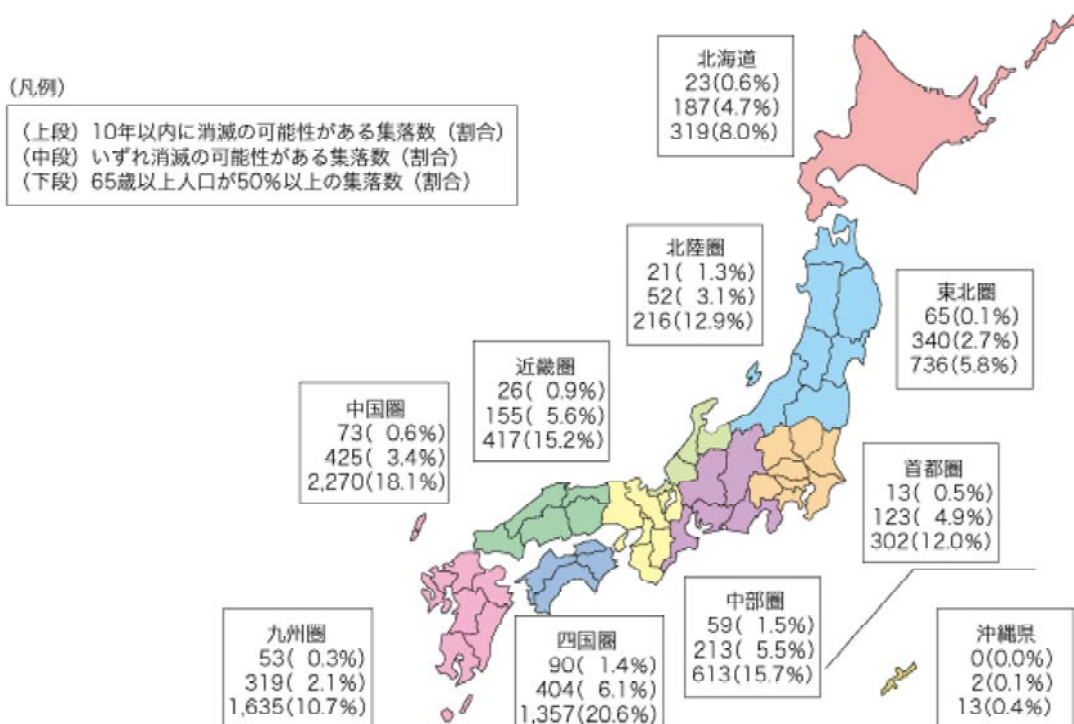 (凡例)
(上段) 10年以内に消滅の可能性がある集落数(割合)
(中段) いずれ消滅の可能性がある集落数(割合)
(下段) 65歳以上人口が50%以上の集落数(割合)
北海道
23(0.6%)
187(4.7%)
319(8.0%)
北陸圏
21( 1.3%)
52( 3.1%)
216(12.9%)
東北圏
65(0.1%)
340(2.7%)
736(5.8%)
近畿圏
26( 0.9%)
155( 5.6%)
417(15.2%)
中国圏
73( 0.6%)
425( 3.4%)
2,270(18.1%)
首都圏
13( 0.5%)
123( 4.9%)
302(12.0%)
中部圏
59( 1.5%)
213( 5.5%)
613(15.7%)
九州圏
53( 0.3%)
319( 2.1%)
1,635(10.7%)
四国圏
90( 1.4%)
404( 6.1%)
1,357(20.6%)
沖縄県
0(0.0%)
2(0.1%)
13(0.4%)